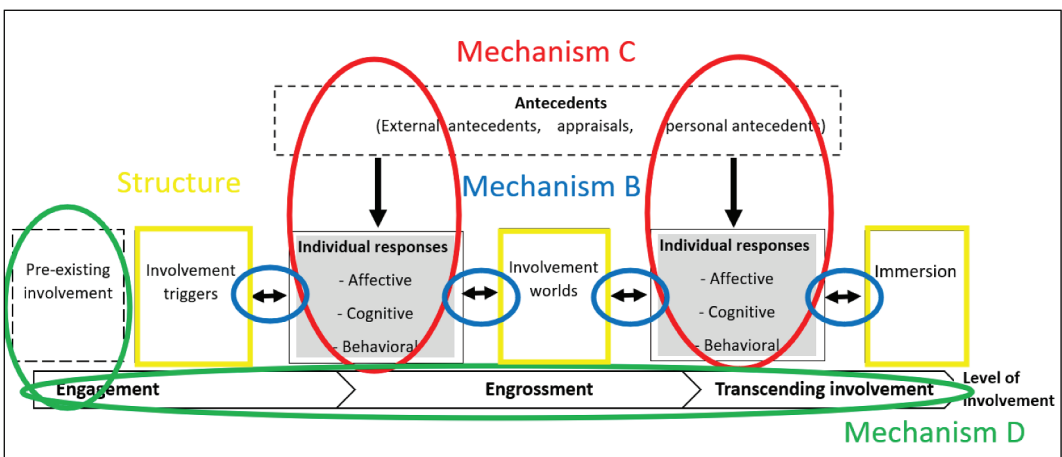 Mechanism C
Antecedents
(External antecedents, appraisals, personal antecedents)
Structure
Mechanism B
Pre-existing
involvement
Involvement
triggers
Individual responses
- Affective
- Cognitive
- Behavioral
Involvement
worlds
Individual responses
- Affective
- Cognitive
- Behavioral
Immersion
Engagement
Engrossment
Transcending involvement
Level of
involvement
Mechanism D